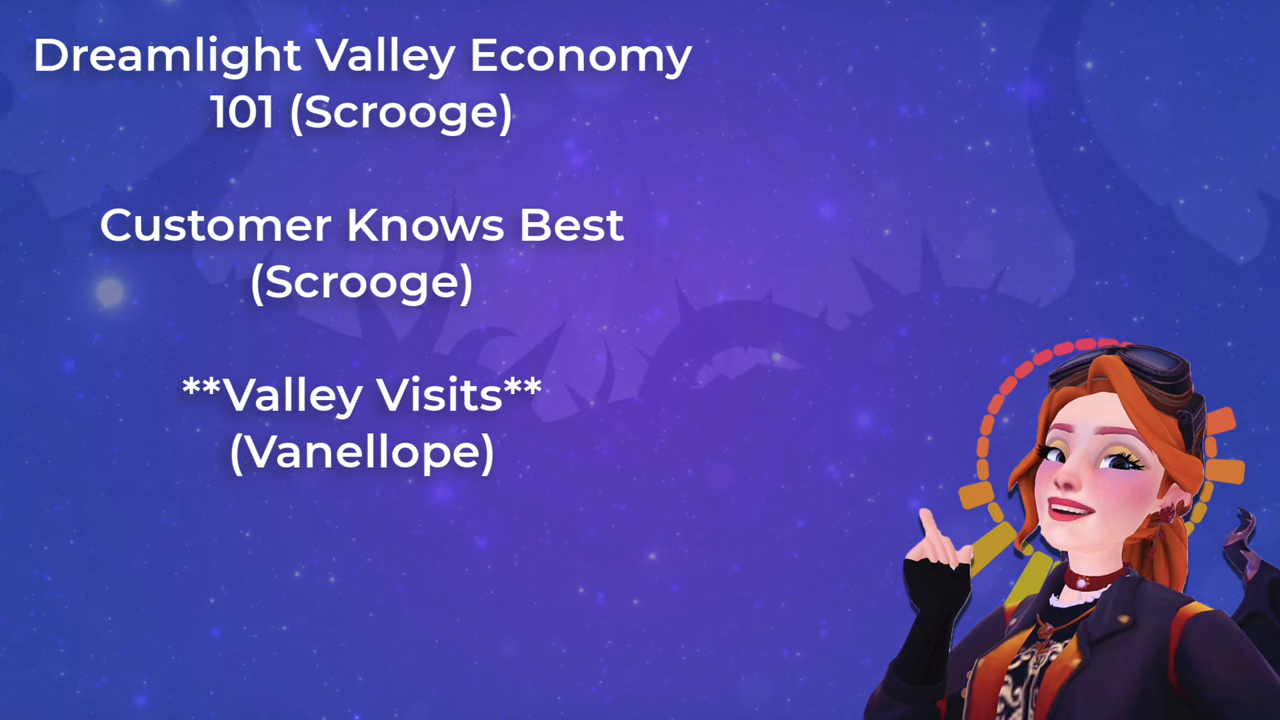 Dreamlight Valley Economy
101 (Scrooge)
Customer Knows Best
(Scrooge)
**Valley Visits**
(Vanellope)